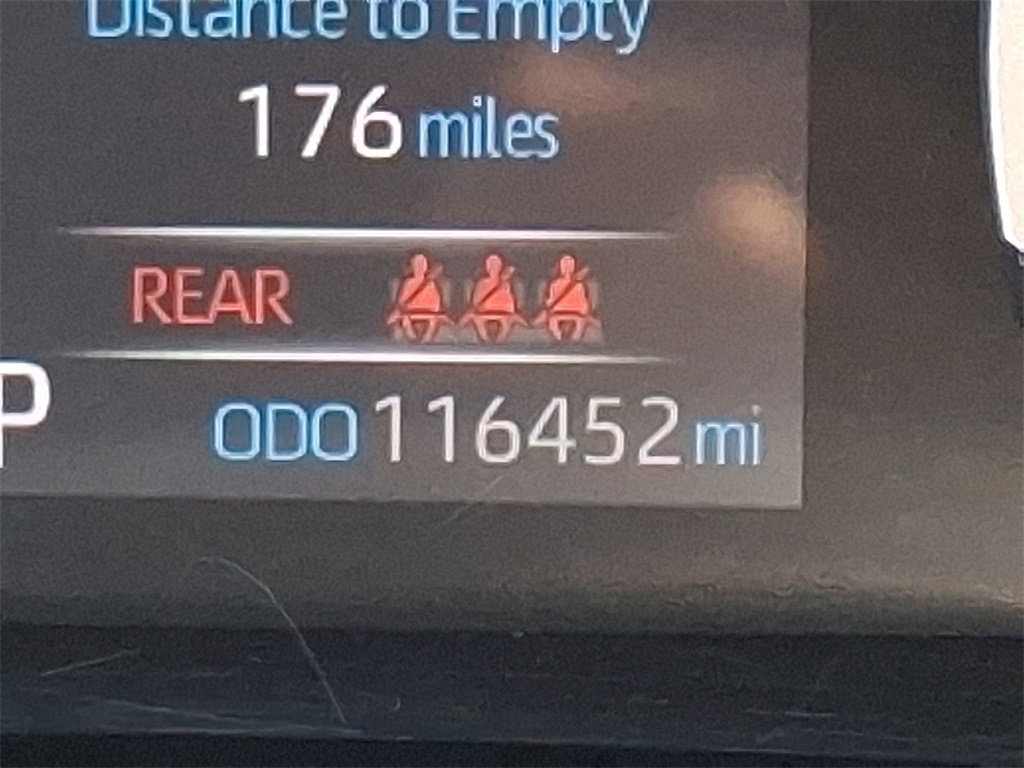 Distance to Empty
176 miles
REAR
P
ODO 116452 mi